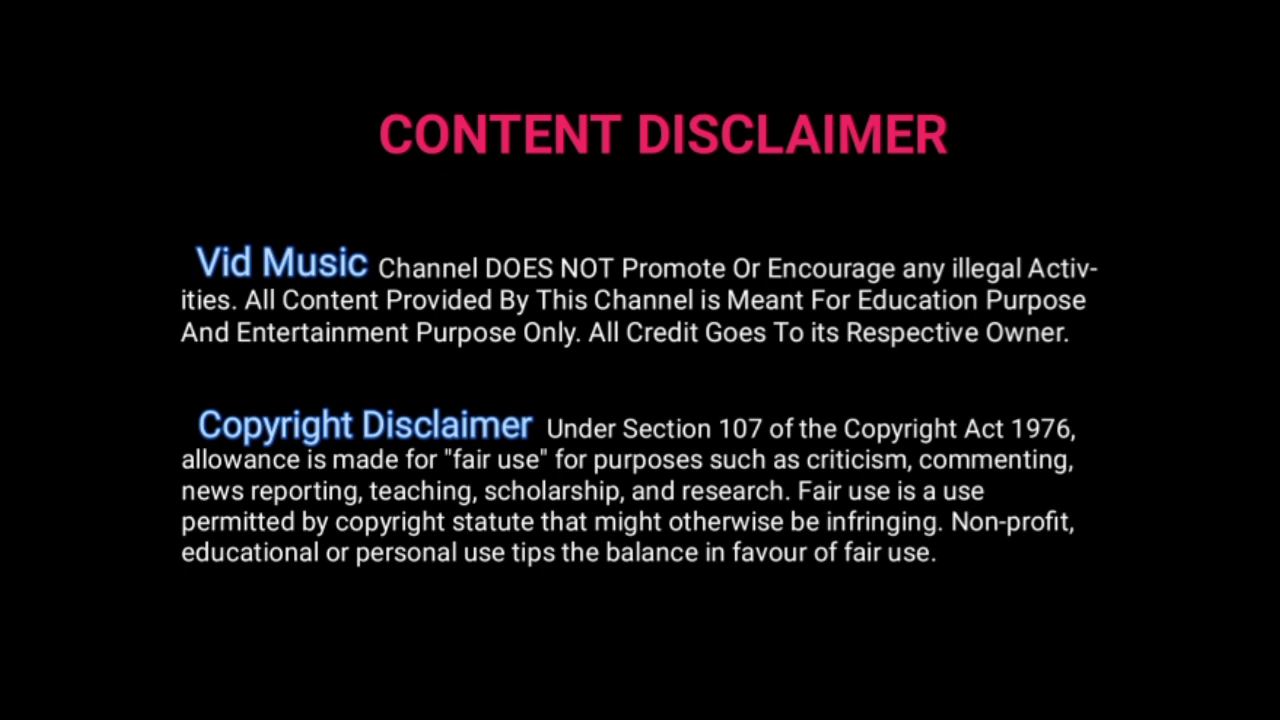 CONTENT DISCLAIMER
Vid Music Channel DOES NOT Promote Or Encourage any illegal Activ-
ities. All Content Provided By This Channel is Meant For Education Purpose
And Entertainment Purpose Only. All Credit Goes To its Respective Owner.
Copyright Disclaimer Under Section 107 of the Copyright Act 1976,
allowance is made for "fair use" for purposes such as criticism, commenting,
news reporting, teaching, scholarship, and research. Fair use is a use
permitted by copyright statute that might otherwise be infringing. Non-profit,
educational or personal use tips the balance in favour of fair use.